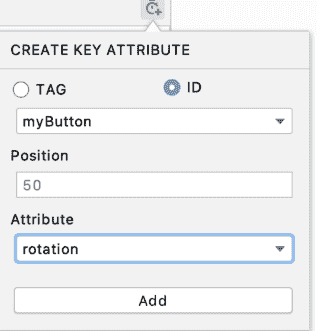 CREATE KEY ATTRIBUTE
TAG ID
myButton
Position
50
Attribute
rotation
Add